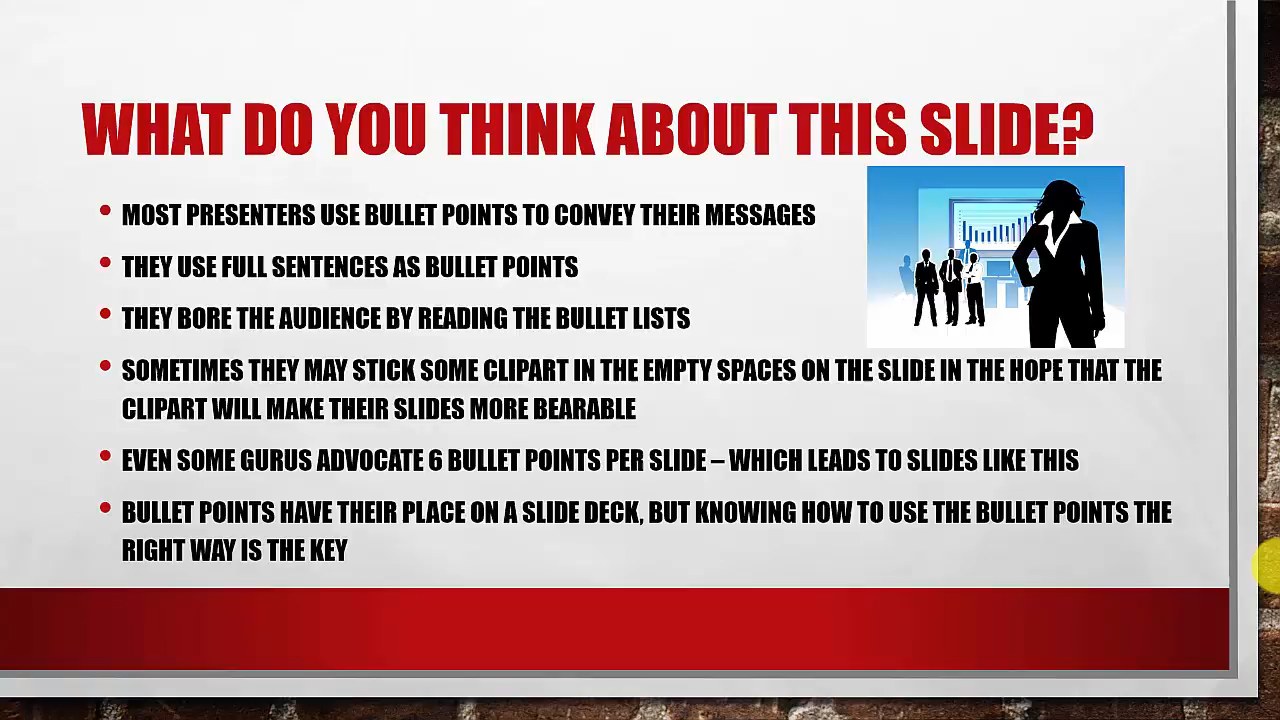 WHAT DO YOU THINK ABOUT THIS SLIDE?
• MOST PRESENTERS USE BULLET POINTS TO CONVEY THEIR MESSAGES
• THEY USE FULL SENTENCES AS BULLET POINTS
• THEY BORE THE AUDIENCE BY READING THE BULLET LISTS
• SOMETIMES THEY MAY STICK SOME CLIPART IN THE EMPTY SPACES ON THE SLIDE IN THE HOPE THAT THE
CLIPART WILL MAKE THEIR SLIDES MORE BEARABLE
• EVEN SOME GURUS ADVOCATE 6 BULLET POINTS PER SLIDE – WHICH LEADS TO SLIDES LIKE THIS
• BULLET POINTS HAVE THEIR PLACE ON A SLIDE DECK, BUT KNOWING HOW TO USE THE BULLET POINTS THE
RIGHT WAY IS THE KEY